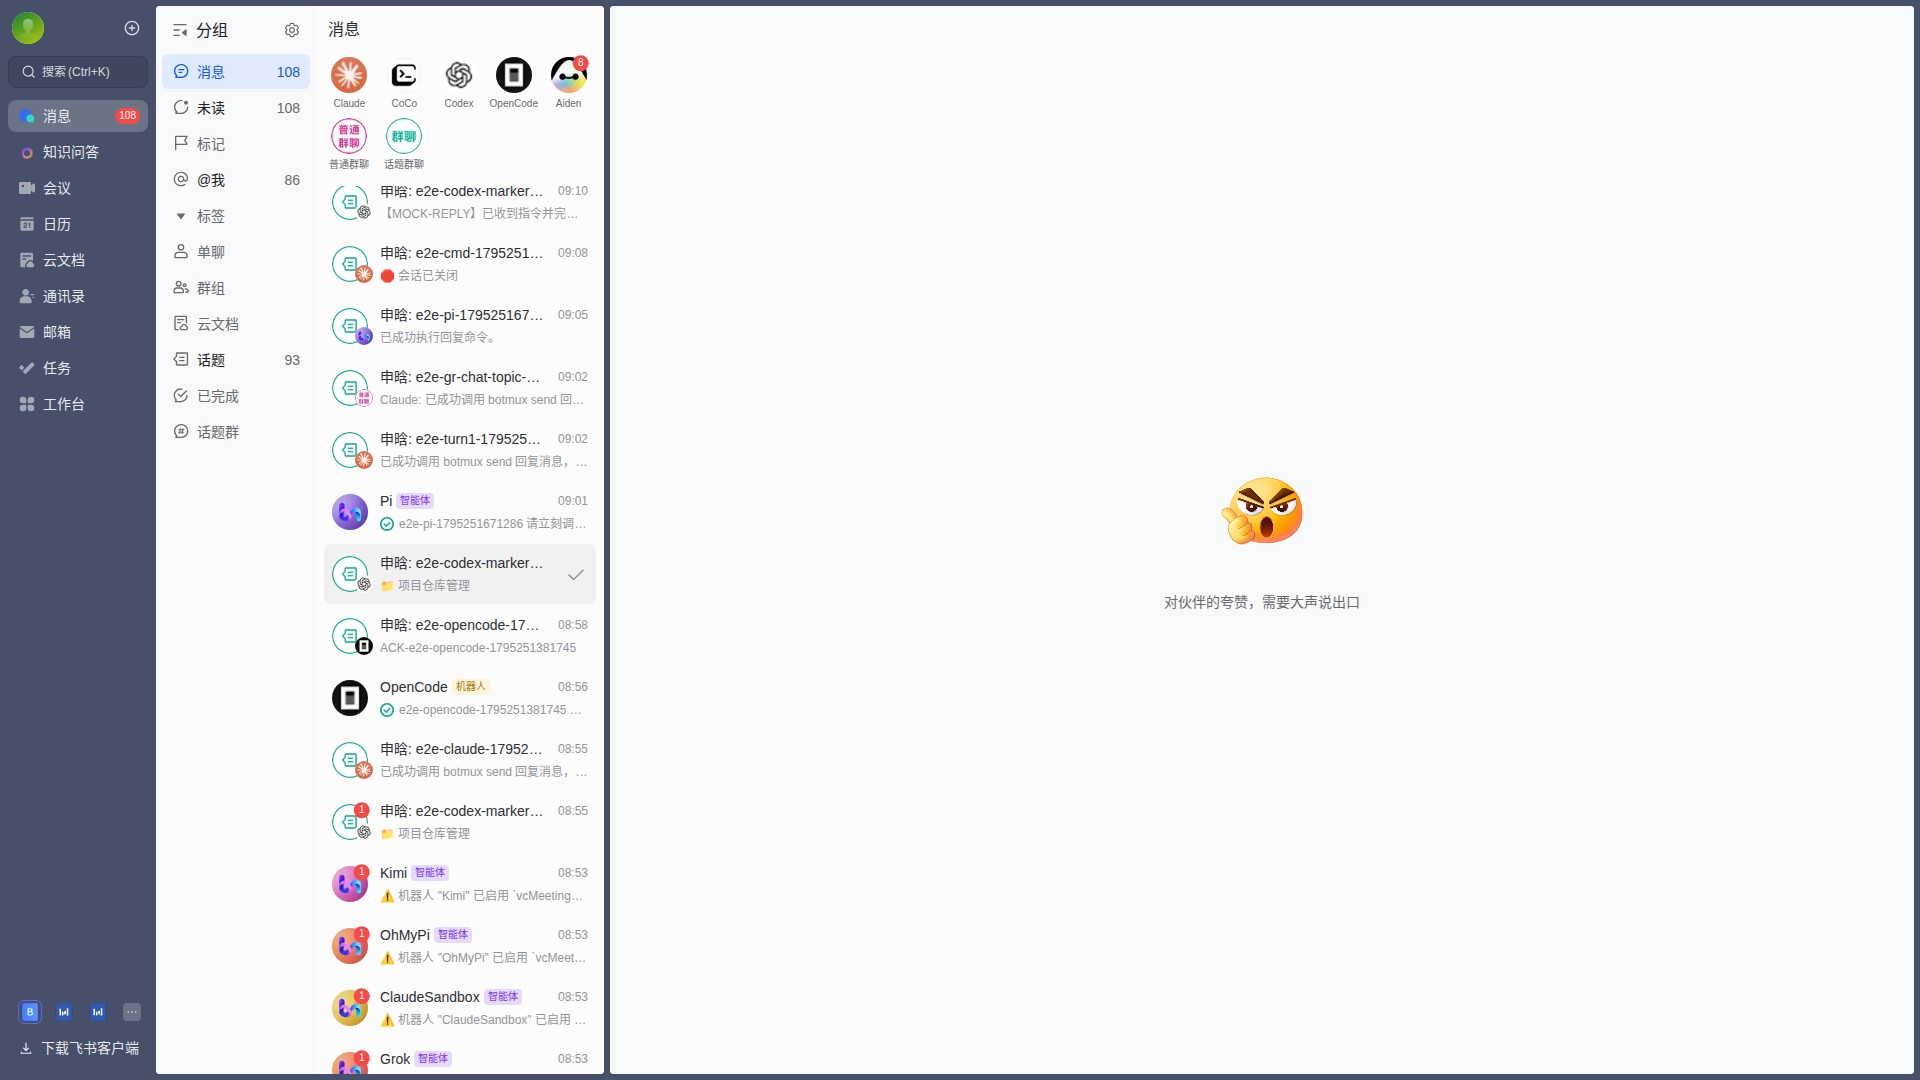 搜索 (Ctrl+K)
消息 108
知识问答
会议
日历
云文档
通讯录
邮箱
任务
工作台
下载飞书客户端
分组
消息 108
未读 108
标记
@我 86
标签
单聊
群组
云文档
话题 93
已完成
话题群
消息
8
Claude CoCo Codex OpenCode Aiden
普通群聊 群聊
普通群聊 话题群聊
申晗: e2e-codex-marker... 09:10
【MOCK-REPLY】已收到指令并完...
申晗: e2e-cmd-1795251... 09:08
会话已关闭
申晗: e2e-pi-179525167... 09:05
已成功执行回复命令。
申晗: e2e-gr-chat-topic-... 09:02
Claude: 已成功调用 botmux send 回...
申晗: e2e-turn1-179525... 09:02
已成功调用 botmux send 回复消息，...
Pi 智能体 09:01
e2e-pi-1795251671286 请立刻调...
申晗: e2e-codex-marker...
项目仓库管理
申晗: e2e-opencode-17... 08:58
ACK-e2e-opencode-1795251381745
OpenCode 机器人 08:56
e2e-opencode-1795251381745 ...
申晗: e2e-claude-17952... 08:55
已成功调用 botmux send 回复消息，...
1
申晗: e2e-codex-marker... 08:55
项目仓库管理
1
Kimi 智能体 08:53
机器人 "Kimi" 已启用 `vcMeeting...
1
OhMyPi 智能体 08:53
机器人 "OhMyPi" 已启用 `vcMeet...
1
ClaudeSandbox 智能体 08:53
机器人 "ClaudeSandbox" 已启用 ...
1
Grok 智能体 08:53
对伙伴的夸赞，需要大声说出口